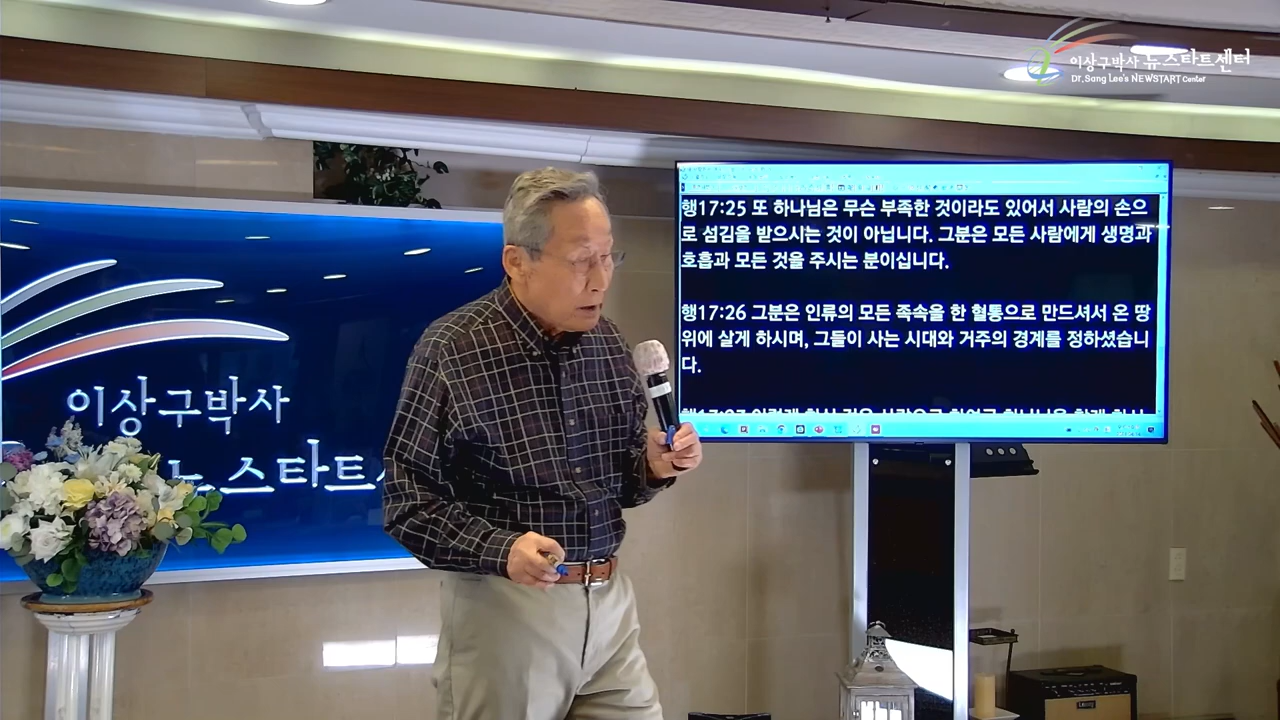 이상구박사 뉴스타트센터
Dr. Sang Lee's NEWSTART Center
행17:25 또 하나님은 무슨 부족한 것이라도 있어서 사람의 손으
로 섬김을 받으시는 것이 아닙니다. 그분은 모든 사람에게 생명과
호흡과 모든 것을 주시는 분이십니다.
행17:26 그분은 인류의 모든 족속을 한 혈통으로 만드셔서 온 땅
위에 살게 하시며, 그들이 사는 시대와 거주의 경계를 정하셨습니
다.
이상구박사
뉴스타트